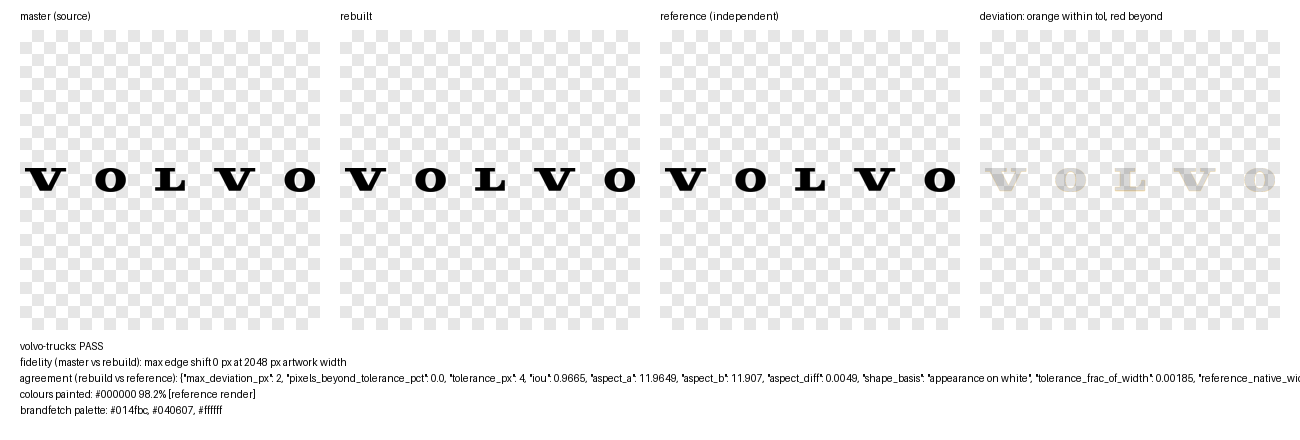 master (source)
rebuilt
reference (independent)
deviation: orange within tol, red beyond
VOLVO
VOLVO
VOLVO
VOLVO
volvo-trucks: PASS
fidelity (master vs rebuild): max edge shift 0 px at 2048 px artwork width
agreement (rebuild vs reference): {"max_deviation_px": 2, "pixels_beyond_tolerance_pct": 0.0, "tolerance_px": 4, "iou": 0.9665, "aspect_a": 11.9649, "aspect_b": 11.907, "aspect_diff": 0.0049, "shape_basis": "appearance on white", "tolerance_frac_of_width": 0.00185,
colours painted: #000000 98.2% [reference render]
brandfetch palette: #014fbc, #040607, #ffffff